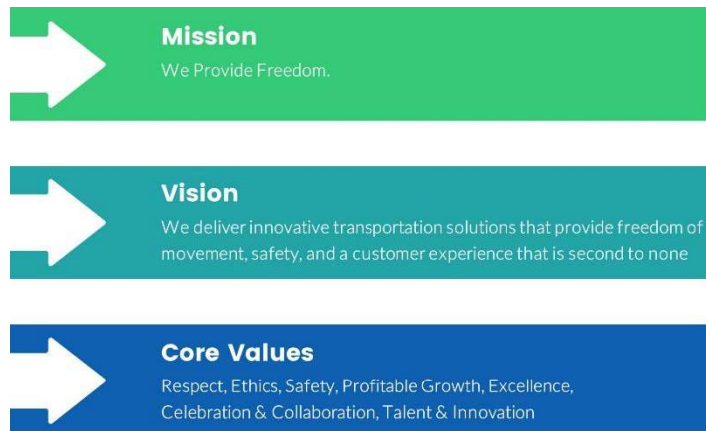 Mission
We Provide Freedom.
Vision
We deliver innovative transportation solutions that provide freedom of
movement, safety, and a customer experience that is second to none
Core Values
Respect, Ethics, Safety, Profitable Growth, Excellence,
Celebration & Collaboration, Talent & Innovation